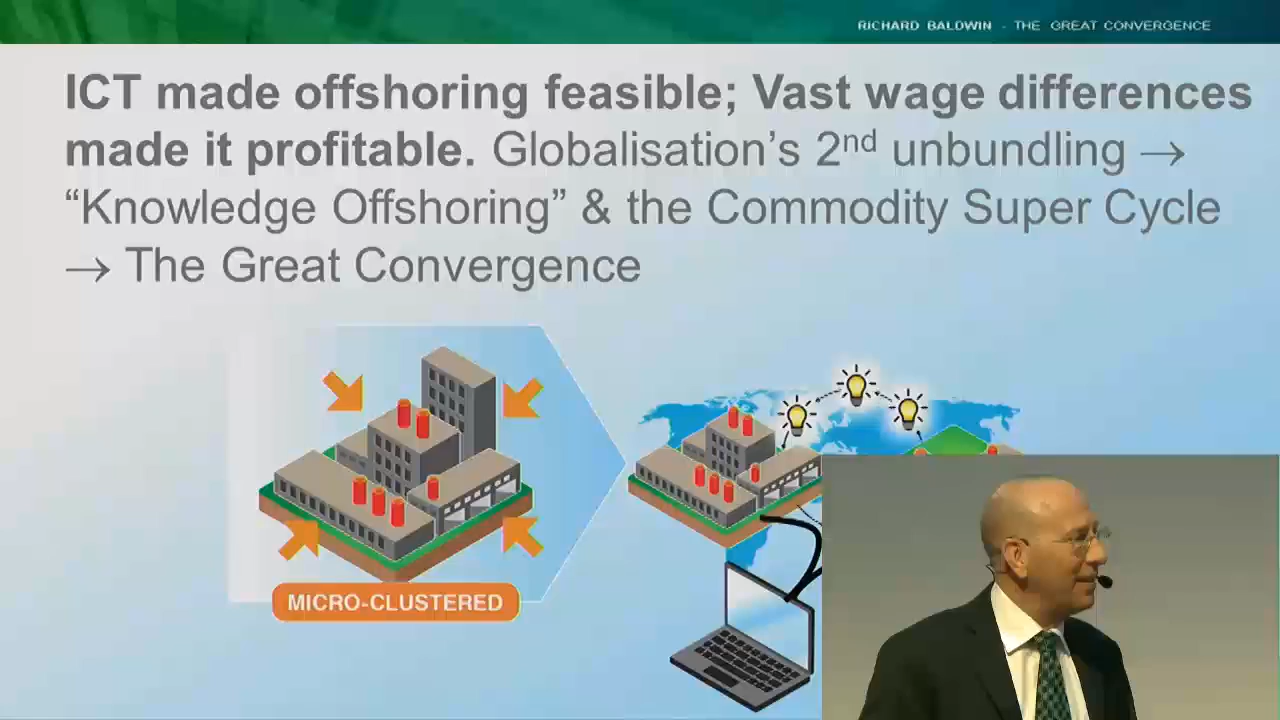 RICHARD BALDWIN - THE GREAT CONVERGENCE
ICT made offshoring feasible; Vast wage differences
made it profitable. Globalisation’s 2nd unbundling →
“Knowledge Offshoring” & the Commodity Super Cycle
→ The Great Convergence
MICRO-CLUSTERED